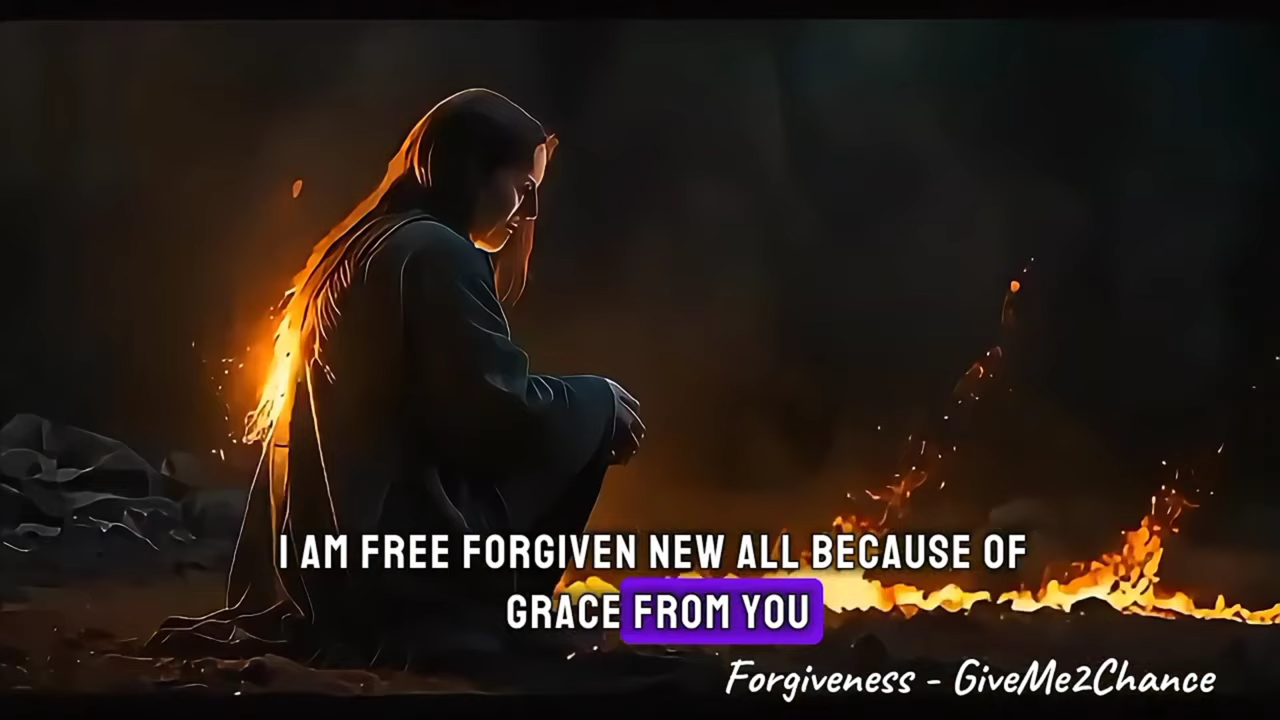 I AM FREE FORGIVEN NEW ALL BECAUSE OF
GRACE FROM YOU
Forgiveness - GiveMe2Chance